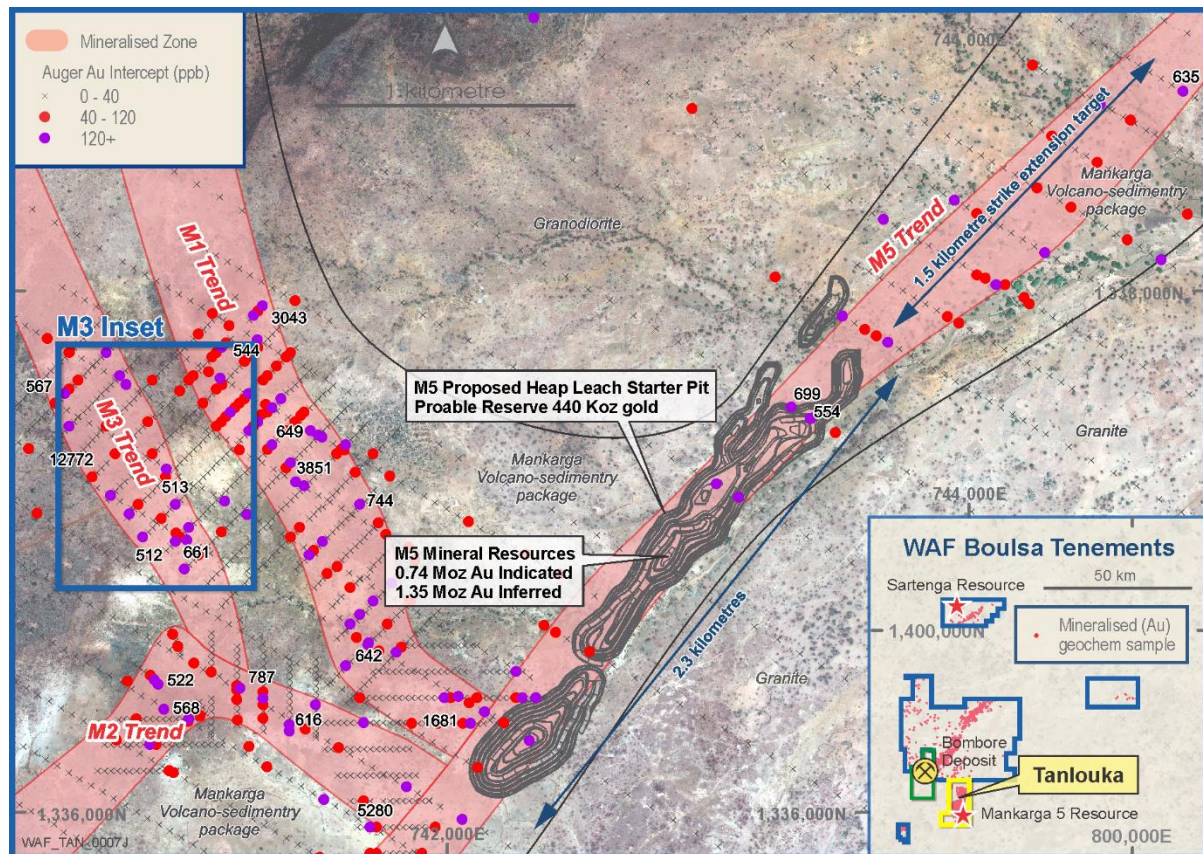 Mineralised Zone
Auger Au Intercept (ppb)
0 - 40
40 - 120
120+
1 kilometre
744,000E
635
1.5 kilometre strike extension target
Mankarga
Volcano-sedimentry
package
Granodiorite
M5 Trend
M1 Trend
1,338,000N
3043
M3 Inset
544
567
M3 Trend
M5 Proposed Heap Leach Starter Pit
Proable Reserve 440 Koz gold
699
554
649
12772
3851
Mankarga
Volcano-sedimentry
package
Granite
513
744
744,000E
512
661
M5 Mineral Resources
0.74 Moz Au Indicated
1.35 Moz Au Inferred
2.3 kilometres
642
787
522
568
616
1681
M2 Trend
Granite
Mankarga
Volcano-sedimentry
package
5280
1,336,000N
742,000E
WAF_TAN_0007J
WAF Boulsa Tenements
Sartenga Resource
50 km
1,400,000N
Mineralised (Au)
geochem sample
Bombore
Deposit
Tanlouka
Mankarga 5 Resource
800,000E